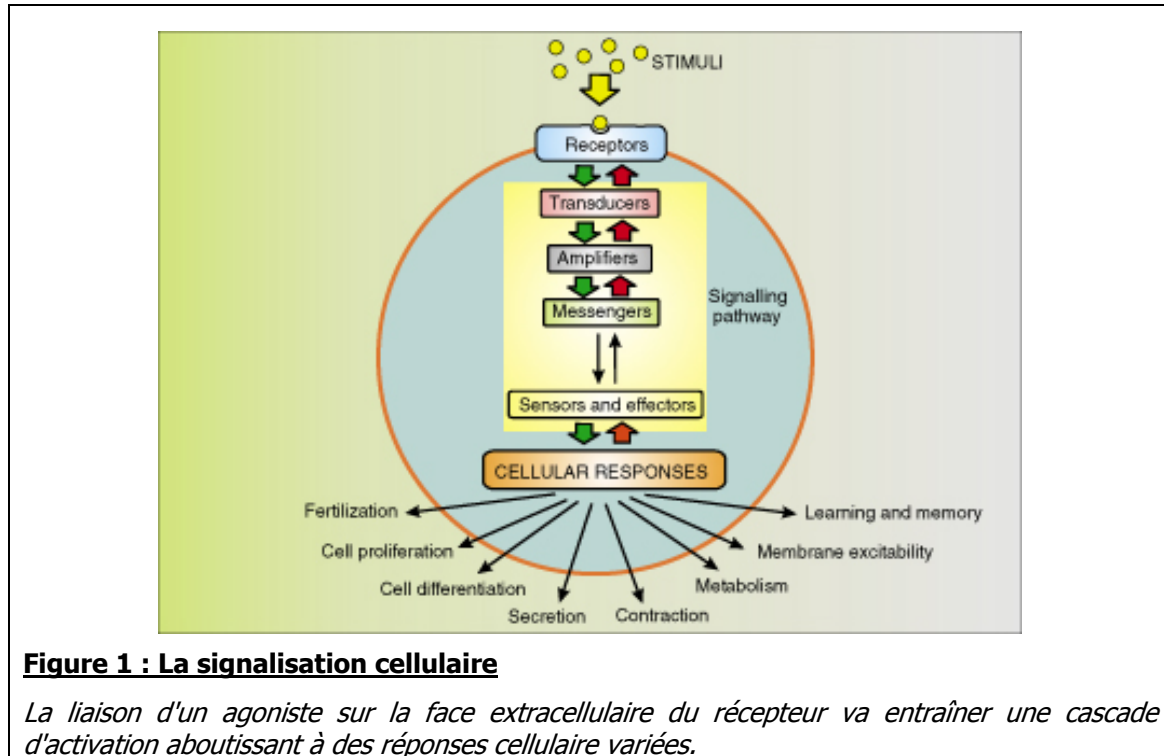 STIMULI
Receptors
Transducers
Amplifiers
Messengers
Signalling
pathway
Sensors and effectors
CELLULAR RESPONSES
Fertilization
Cell proliferation
Cell differentiation
Secretion
Contraction
Metabolism
Membrane excitability
Learning and memory
Figure 1 : La signalisation cellulaire
La liaison d'un agoniste sur la face extracellulaire du récepteur va entraîner une cascade
d'activation aboutissant à des réponses cellulaire variées.